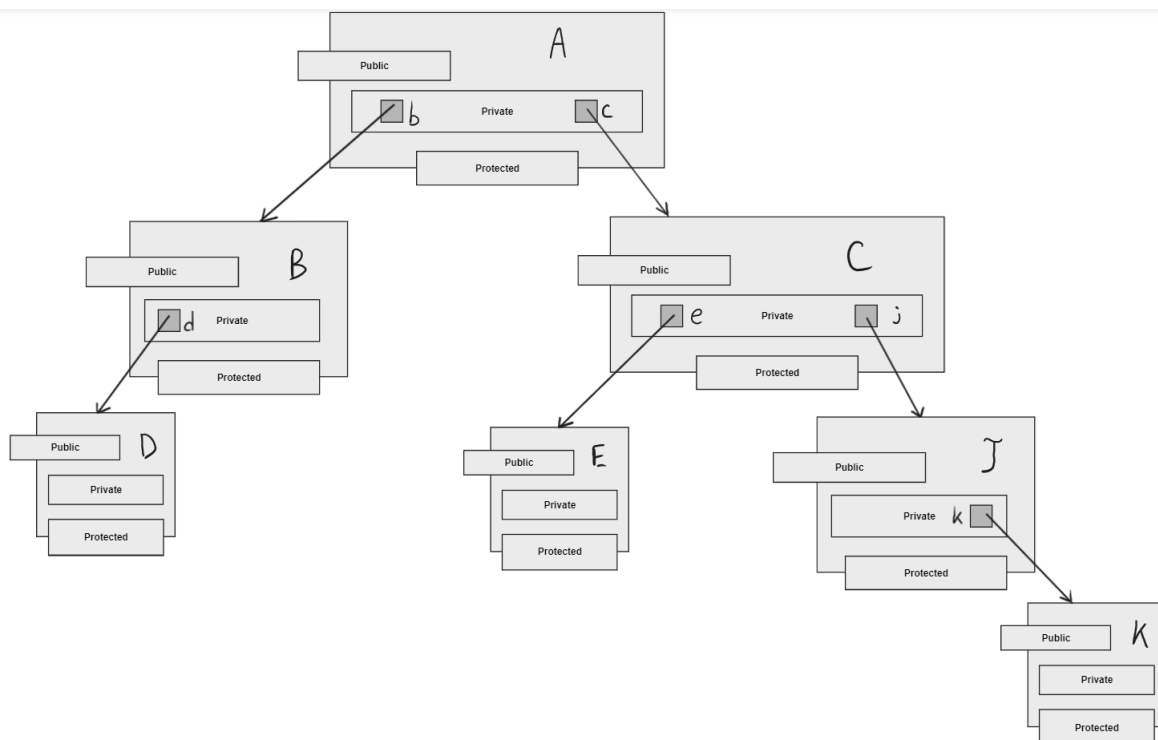 A
Public
b Private c
Protected
B
Public
d Private
Protected
C
Public
e Private j
Protected
D
Public
Private
Protected
E
Public
Private
Protected
J
Public
Private k
Protected
K
Public
Private
Protected